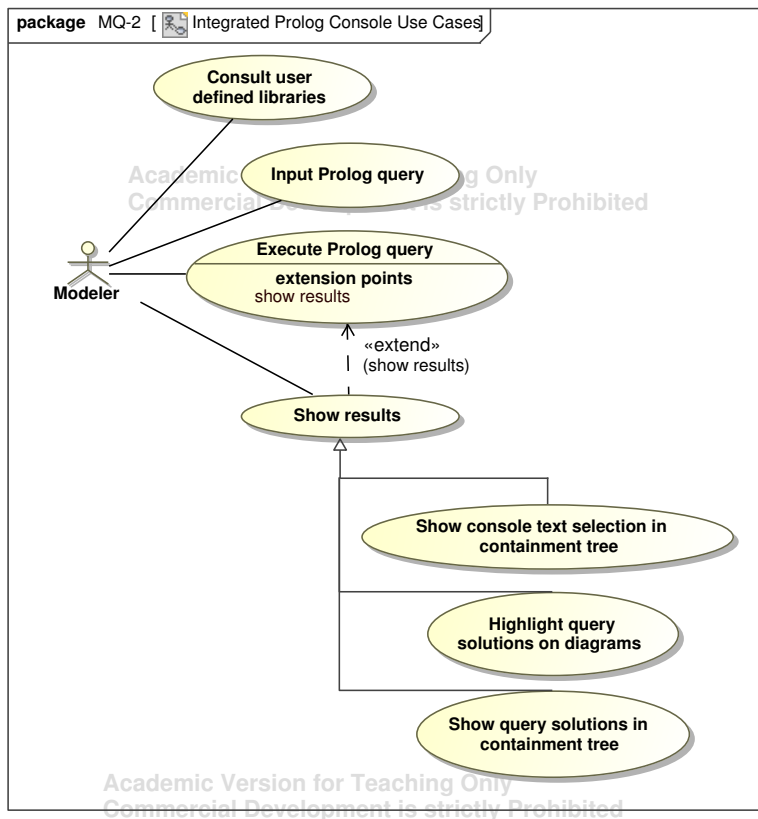 package MQ-2 [ Integrated Prolog Console Use Cases]
Consult user
defined libraries
Academic g Only
Input Prolog query
Commercial is strictly Prohibited
Execute Prolog query
extension points
show results
Modeler
«extend»
(show results)
Show results
Show console text selection in
containment tree
Highlight query
solutions on diagrams
Show query solutions in
containment tree
Academic Version for Teaching Only
Commercial Development is strictly Prohibited